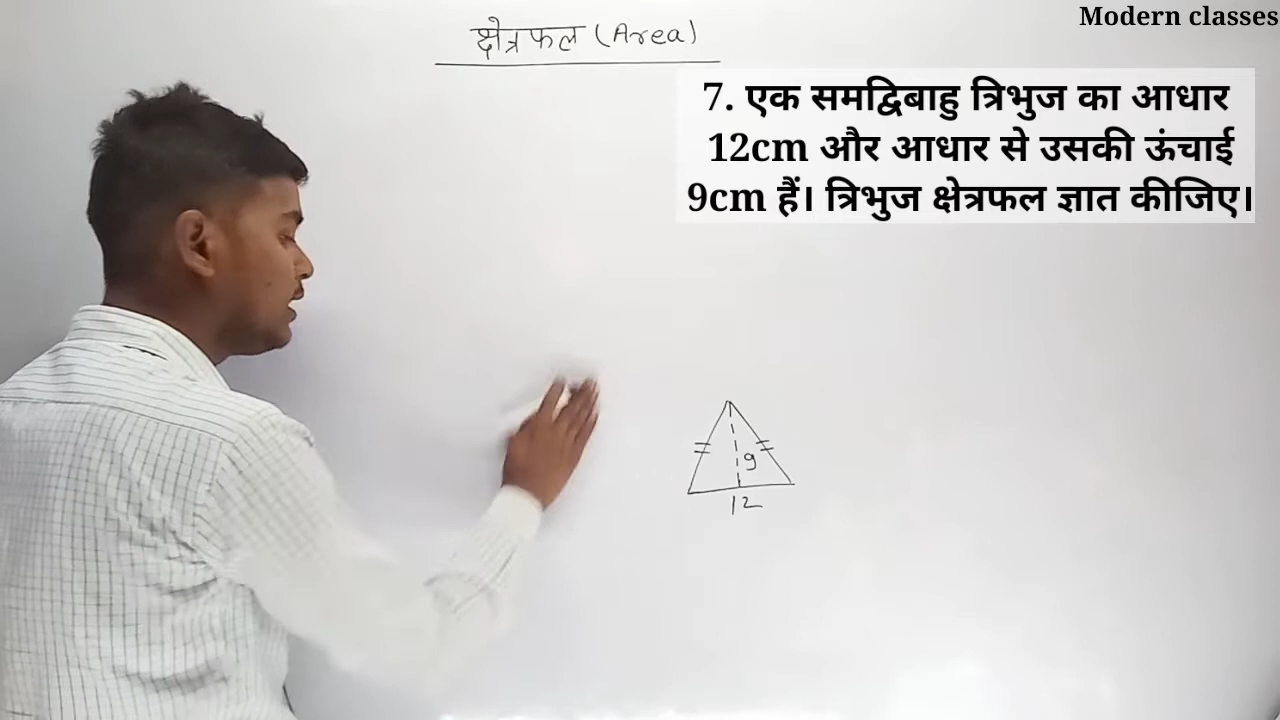 Modern classes
क्षेत्रफल (Area)
7. एक समद्विबाहु त्रिभुज का आधार
12cm और आधार से उसकी ऊंचाई
9cm हैं। त्रिभुज क्षेत्रफल ज्ञात कीजिए।
9
12